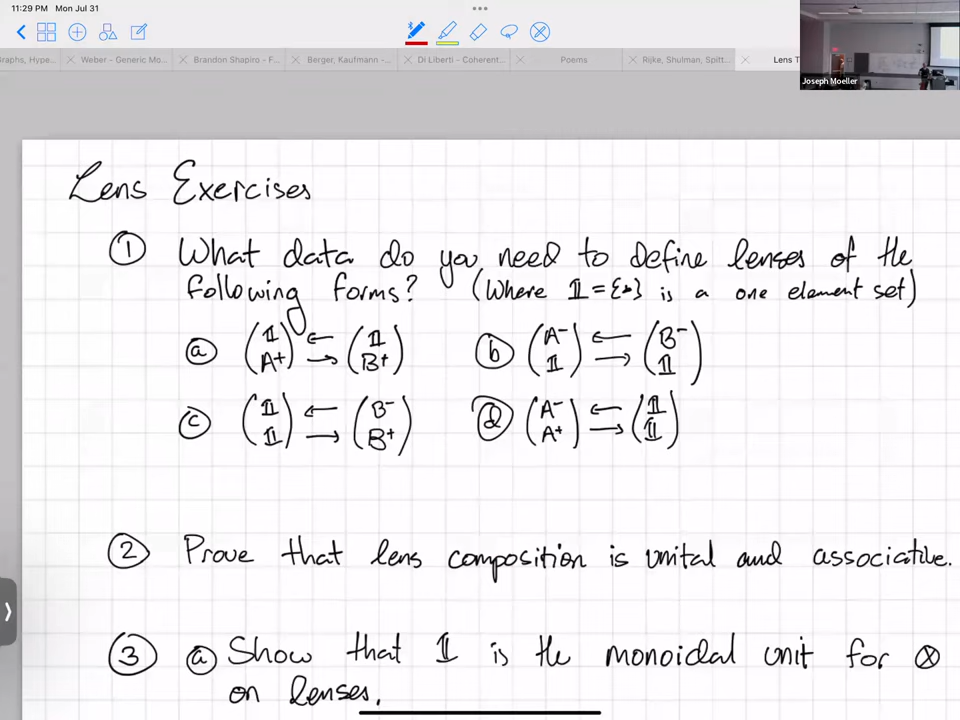 11:29 PM Mon Jul 31
raphs, Hype... Weber - Generic Mo... Brandon Shapiro - F... Berger, Kaufmann -... Di Liberti - Coherent... Poems Rijke, Shulman, Spitt... Lens T
Joseph Moeller
Lens Exercises
① What data do you need to define lenses of the
following forms? (Where 𝟙 = {*} is a one element set)
ⓐ (𝟙 / A+) ⇆ (𝟙 / B+) ⓑ (A- / 𝟙) ⇆ (B- / 𝟙)
ⓒ (𝟙 / 𝟙) ⇆ (B- / B+) ⓓ (A- / A+) ⇆ (𝟙 / 𝟙)
② Prove that lens composition is unital and associative.
③ ⓐ Show that 𝟙 is the monoidal unit for ⊗
on lenses.